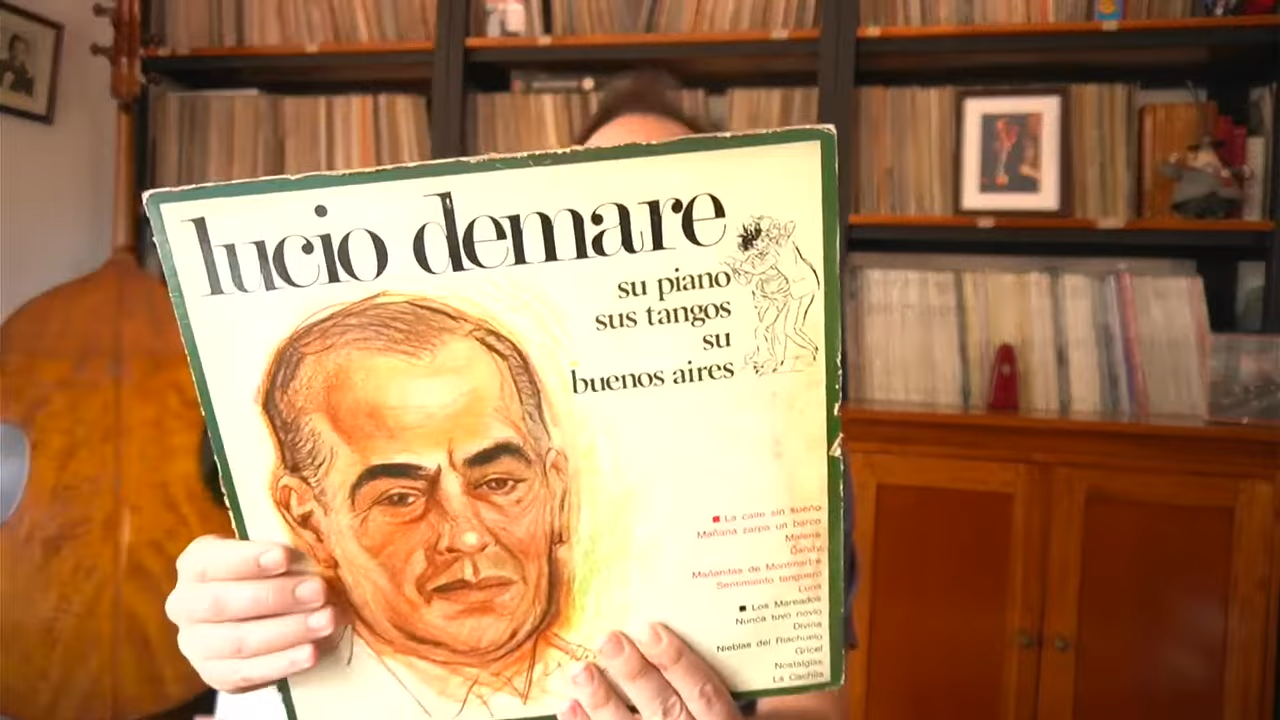 lucio demare
su piano
sus tangos
su
buenos aires
La calle sin sueño
Mañana zarpa un barco
Malena
Dandy
Mañanitas de Montmartre
Sentimiento tanguero
Luna
Los Mareados
Nunca tuvo novio
Divina
Nieblas del Riachuelo
Gricel
Nostalgias
La Cachila